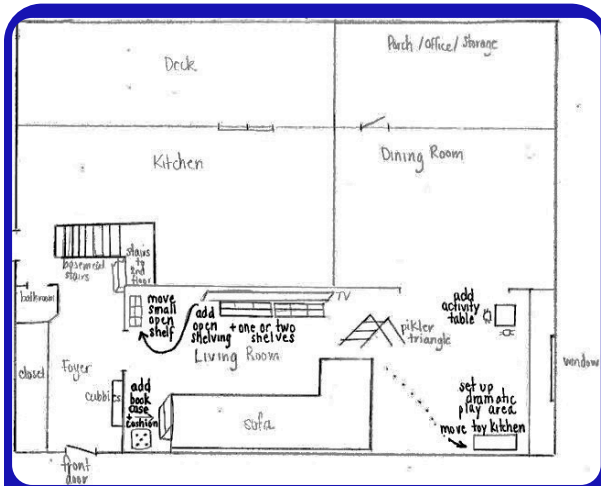 Deck
Porch/Office/Storage
Kitchen
Dining Room
basement
stairs
stairs
to
2nd
floor
bathroom
move
small
open
shelf
add
open
shelving
+ one or two
shelves
TV
Living Room
pikler
triangle
add
activity
table
window
closet
Foyer
cubbies
add
book
case
+
cushion
sofa
set up
dramatic
play area
move toy kitchen
front
door